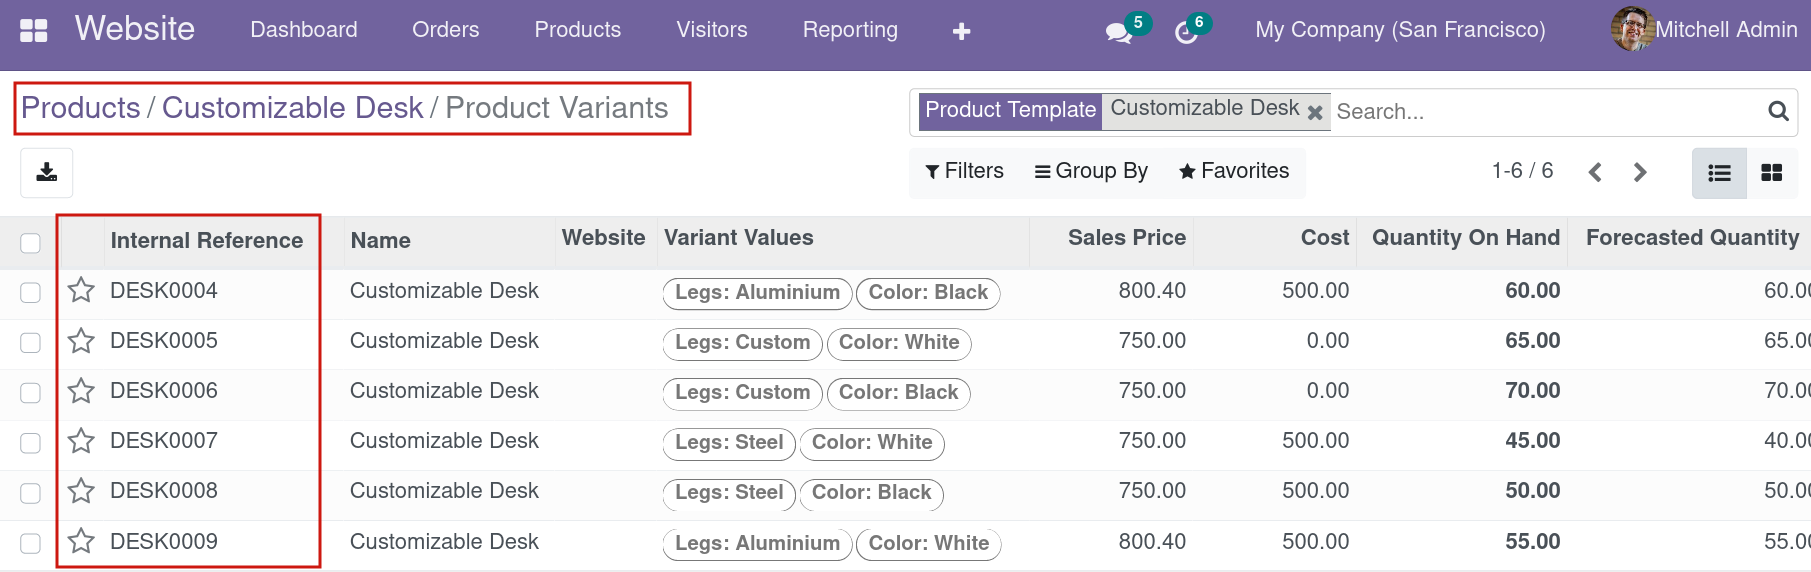 Website Dashboard Orders Products Visitors Reporting 5 6 My Company (San Francisco) Mitchell Admin
Products / Customizable Desk / Product Variants
Product Template Customizable Desk Search...
Filters Group By Favorites 1-6 / 6
Internal Reference Name Website Variant Values Sales Price Cost Quantity On Hand Forecasted Quantity
DESK0004 Customizable Desk Legs: Aluminium Color: Black 800.40 500.00 60.00 60.00
DESK0005 Customizable Desk Legs: Custom Color: White 750.00 0.00 65.00 65.00
DESK0006 Customizable Desk Legs: Custom Color: Black 750.00 0.00 70.00 70.00
DESK0007 Customizable Desk Legs: Steel Color: White 750.00 500.00 45.00 40.00
DESK0008 Customizable Desk Legs: Steel Color: Black 750.00 500.00 50.00 50.00
DESK0009 Customizable Desk Legs: Aluminium Color: White 800.40 500.00 55.00 55.00